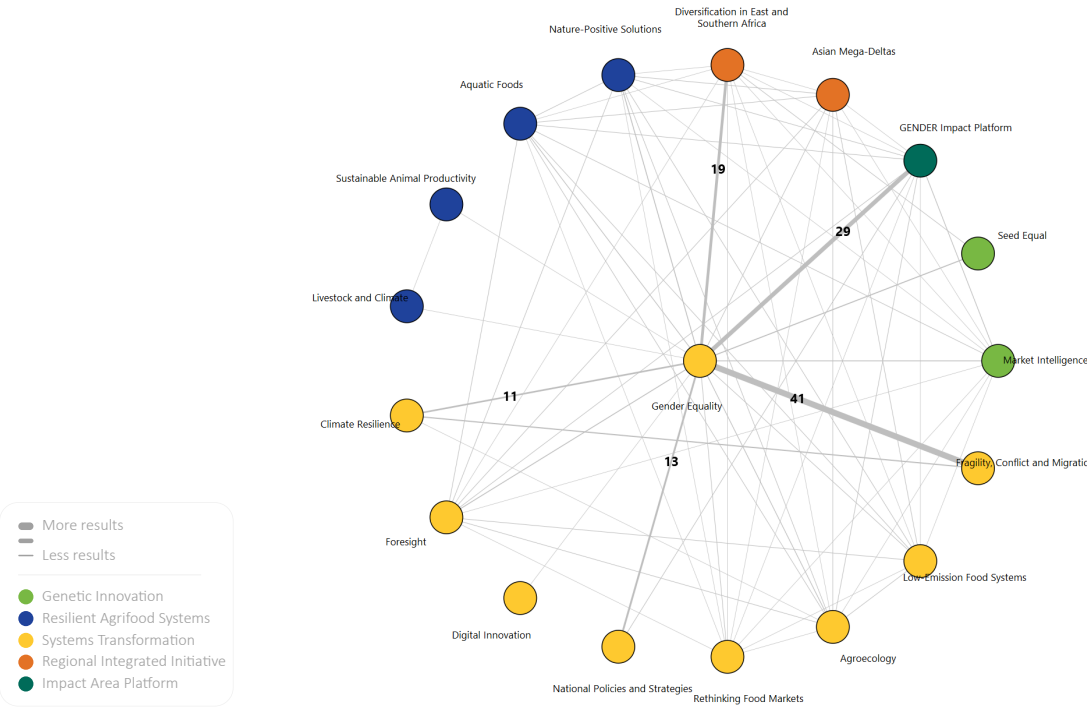 Diversification in East and
Southern Africa
Nature-Positive Solutions
Asian Mega-Deltas
Aquatic Foods
GENDER Impact Platform
19
Sustainable Animal Productivity
29
Seed Equal
Livestock and Climate
Market Intelligence
11
41
Gender Equality
Climate Resilience
13
Fragility, Conflict and Migratio
More results
Less results
Foresight
Low-Emission Food Systems
Genetic Innovation
Resilient Agrifood Systems
Systems Transformation
Regional Integrated Initiative
Impact Area Platform
Digital Innovation
Agroecology
National Policies and Strategies
Rethinking Food Markets